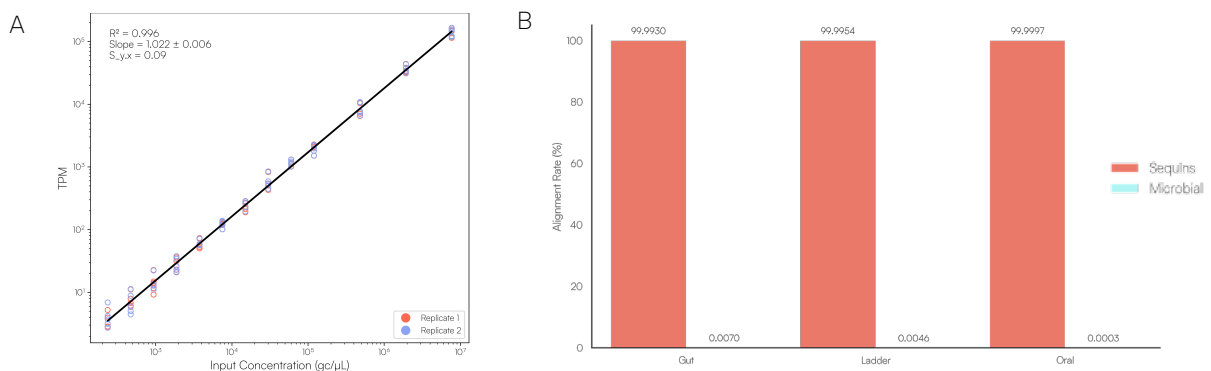 A
R² = 0.996
Slope = 1.022 ± 0.006
S_y.x = 0.09
10⁵
10⁴
10³
10²
10¹
TPM
Replicate 1
Replicate 2
10³ 10⁴ 10⁵ 10⁶ 10⁷
Input Concentration (gc/µL)
B
99.9930 99.9954 99.9997
100
80
60
40
20
0
Alignment Rate (%)
Sequins
Microbial
0.0070 0.0046 0.0003
Gut Ladder Oral